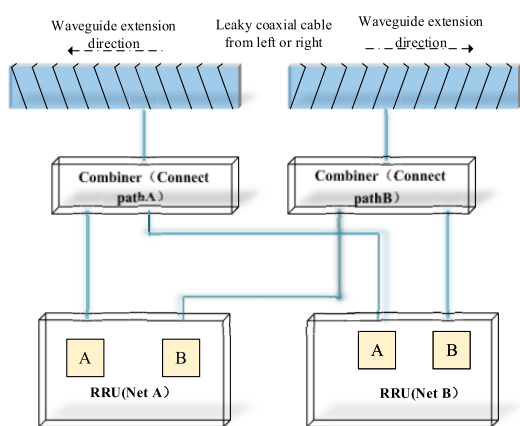 Waveguide extension
direction
Leaky coaxial cable
from left or right
Waveguide extension
direction
Combiner（Connect
pathA）
Combiner（Connect
pathB）
A
B
RRU(Net A）
A
B
RRU(Net B）